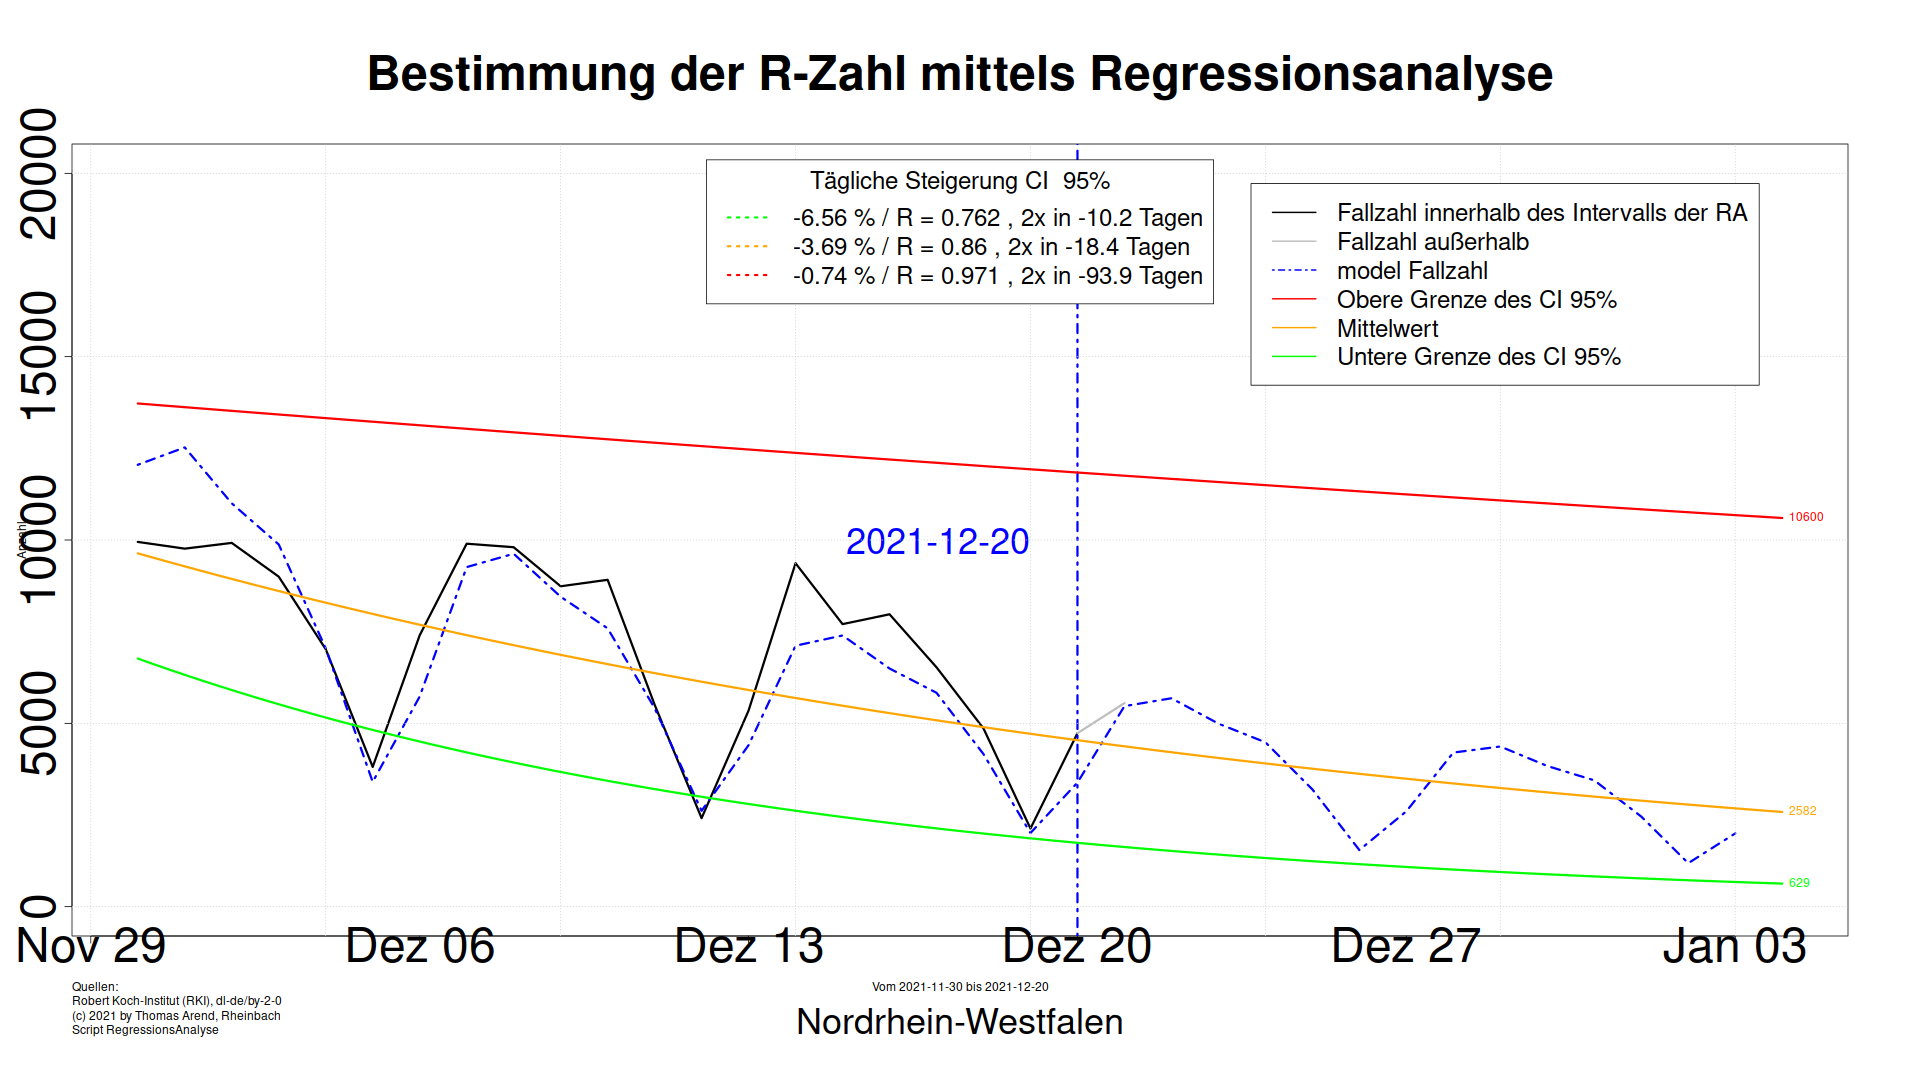 Bestimmung der R-Zahl mittels Regressionsanalyse
Tägliche Steigerung CI  95%
-6.56 % / R = 0.762 , 2x in -10.2 Tagen
-3.69 % / R = 0.86 , 2x in -18.4 Tagen
-0.74 % / R = 0.971 , 2x in -93.9 Tagen
Fallzahl innerhalb des Intervalls der RA
Fallzahl außerhalb
model Fallzahl
Obere Grenze des CI 95%
Mittelwert
Untere Grenze des CI 95%
20000
15000
10000
5000
0
Anzahl
2021-12-20
10600
2582
629
Nov 29
Dez 06
Dez 13
Dez 20
Dez 27
Jan 03
Quellen:
Robert Koch-Institut (RKI), dl-de/by-2-0
(c) 2021 by Thomas Arend, Rheinbach
Script RegressionsAnalyse
Vom 2021-11-30 bis 2021-12-20
Nordrhein-Westfalen